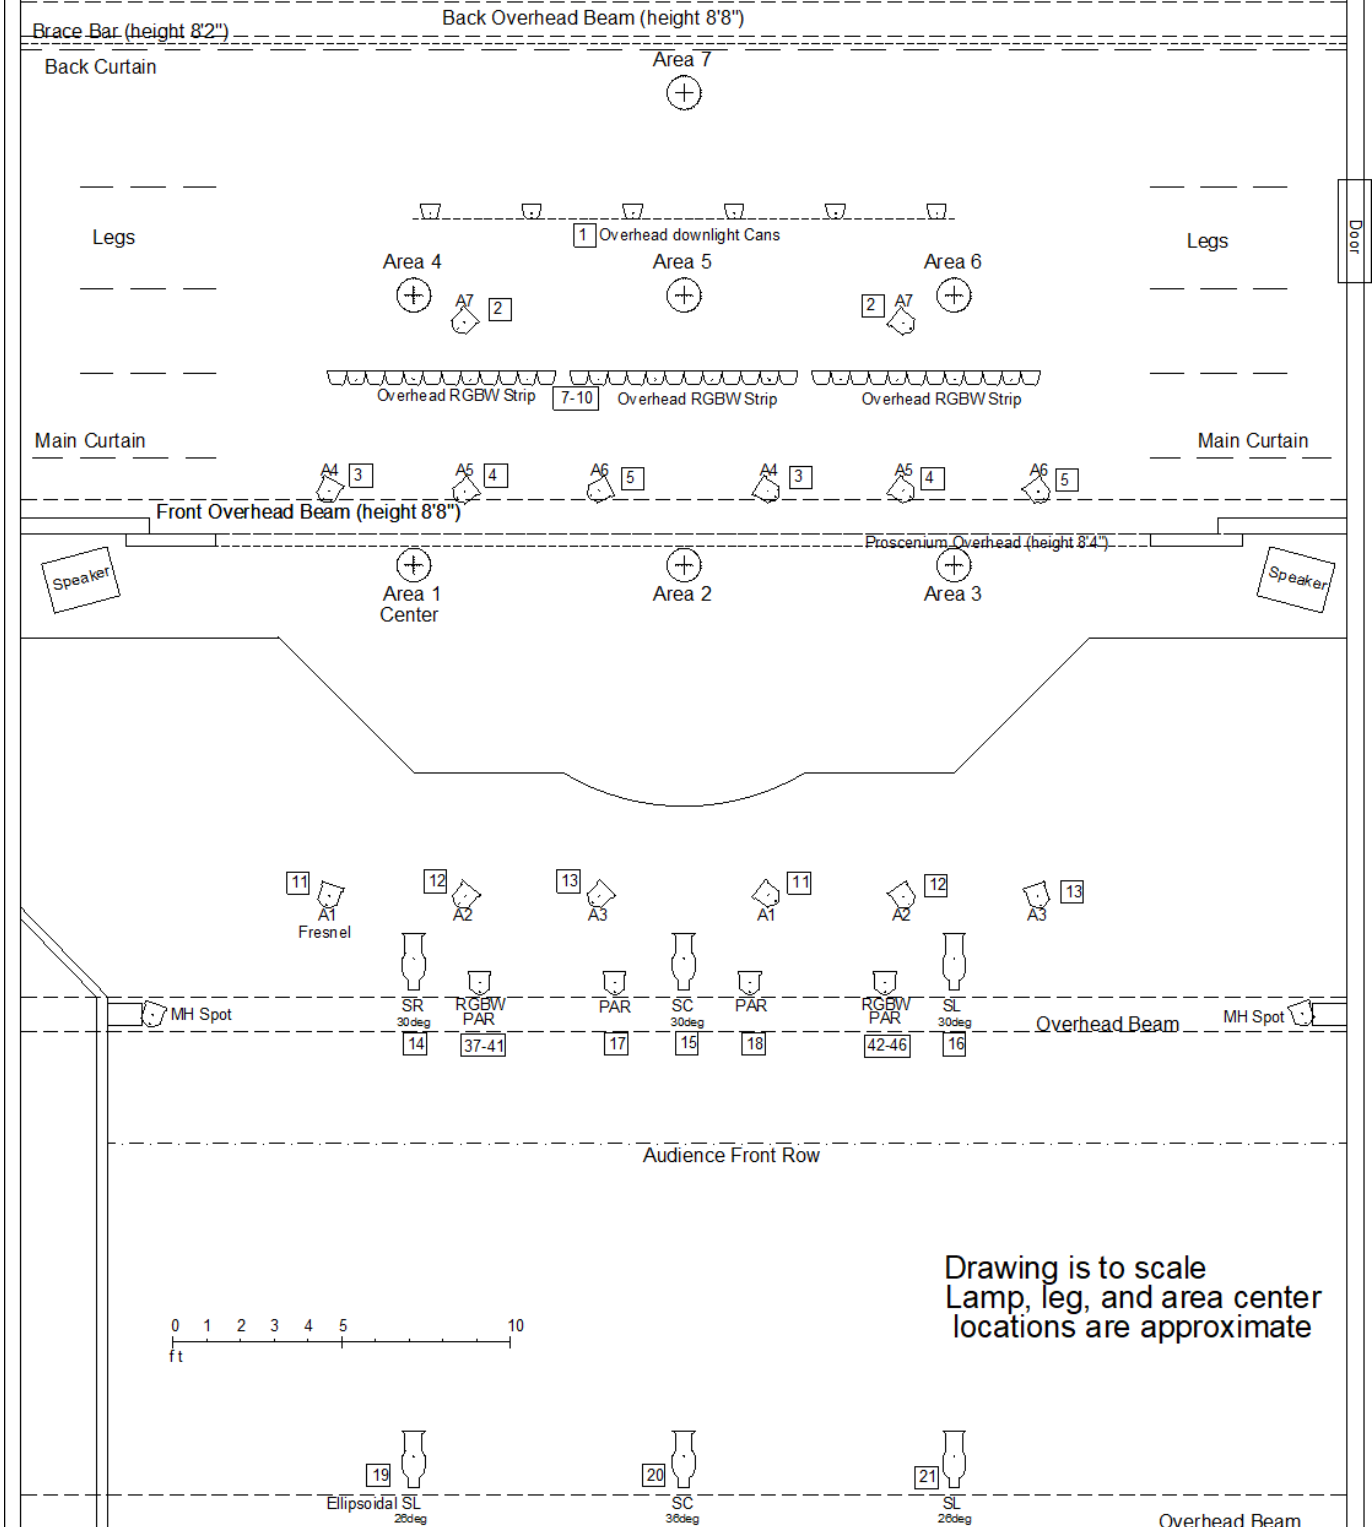 Back Overhead Beam (height 8'8")
Brace Bar (height 8'2")
Back Curtain
Area 7
Legs
Legs
Door
1 Overhead downlight Cans
Area 4
Area 5
Area 6
A7 2
2 A7
Overhead RGBW Strip
7-10
Overhead RGBW Strip
Overhead RGBW Strip
Main Curtain
Main Curtain
A4 3
A5 4
A6 5
A4 3
A5 4
A6 5
Front Overhead Beam (height 8'8")
Proscenium Overhead (height 8'4")
Speaker
Speaker
Area 1
Center
Area 2
Area 3
11
12
13
11
12
13
A1
A2
A3
A1
A2
A3
Fresnel
MH Spot
SR
30deg
14
RGBW
PAR
37-41
PAR
17
SC
30deg
15
PAR
18
RGBW
PAR
42-46
SL
30deg
16
Overhead Beam
MH Spot
Audience Front Row
Drawing is to scale
Lamp, leg, and area center
locations are approximate
0 1 2 3 4 5 10
ft
19
20
21
Ellipsoidal SL
26deg
SC
36deg
SL
26deg
Overhead Beam